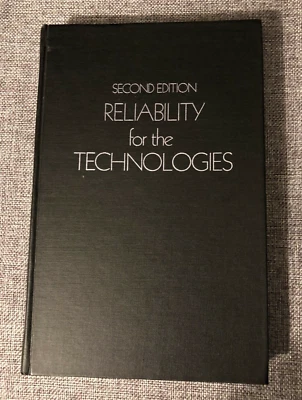 SECOND EDITION
RELIABILITY
for the
TECHNOLOGIES